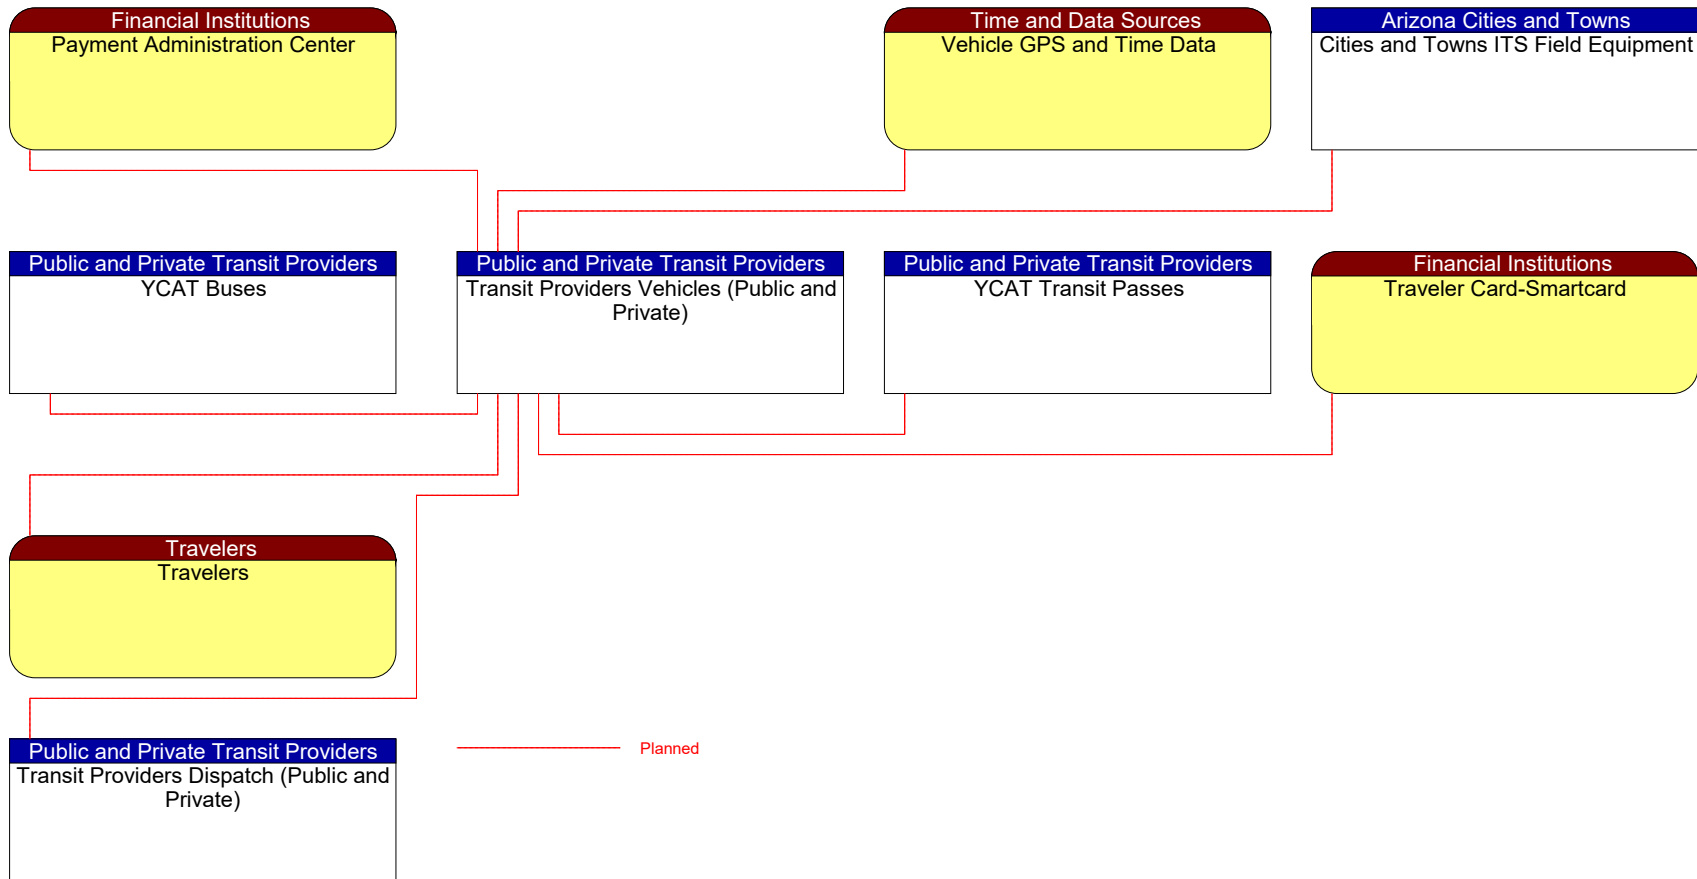 Financial Institutions
Payment Administration Center
Time and Data Sources
Vehicle GPS and Time Data
Arizona Cities and Towns
Cities and Towns ITS Field Equipment
Public and Private Transit Providers
YCAT Buses
Public and Private Transit Providers
Transit Providers Vehicles (Public and
Private)
Public and Private Transit Providers
YCAT Transit Passes
Financial Institutions
Traveler Card-Smartcard
Travelers
Travelers
Public and Private Transit Providers
Transit Providers Dispatch (Public and
Private)
Planned